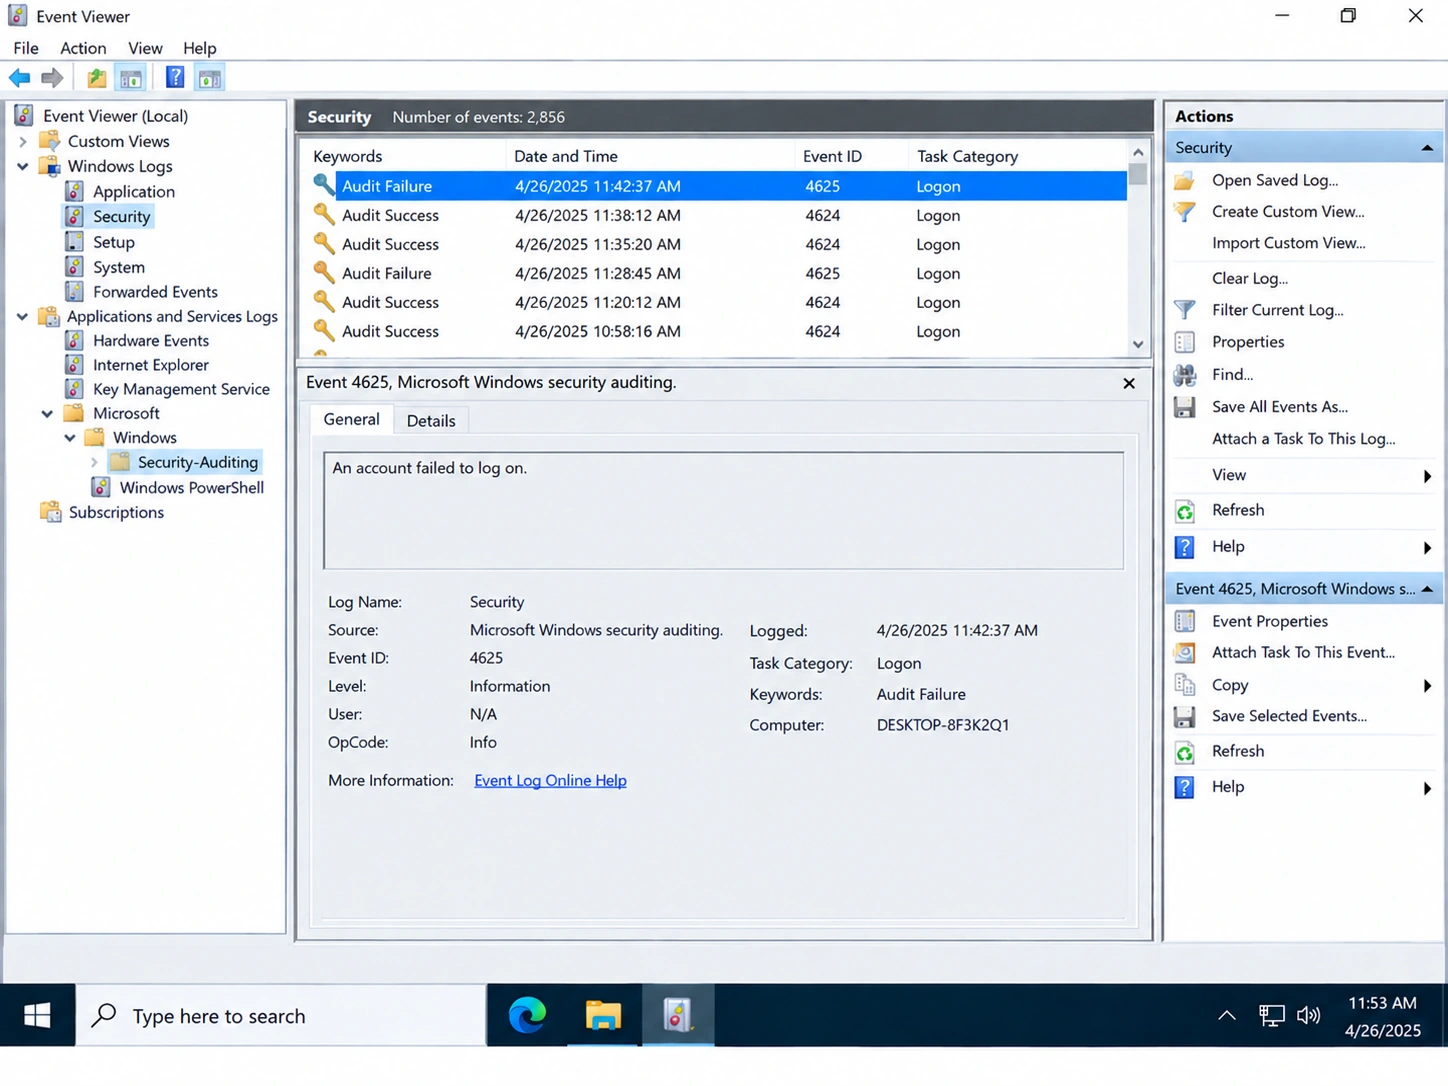 Event Viewer
File Action View Help
Event Viewer (Local)
Custom Views
Windows Logs
Application
Security
Setup
System
Forwarded Events
Applications and Services Logs
Hardware Events
Internet Explorer
Key Management Service
Microsoft
Windows
Security-Auditing
Windows PowerShell
Subscriptions
Security Number of events: 2,856
Keywords Date and Time Event ID Task Category
Audit Failure 4/26/2025 11:42:37 AM 4625 Logon
Audit Success 4/26/2025 11:38:12 AM 4624 Logon
Audit Success 4/26/2025 11:35:20 AM 4624 Logon
Audit Failure 4/26/2025 11:28:45 AM 4625 Logon
Audit Success 4/26/2025 11:20:12 AM 4624 Logon
Audit Success 4/26/2025 10:58:16 AM 4624 Logon
Event 4625, Microsoft Windows security auditing.
General Details
An account failed to log on.
Log Name: Security
Source: Microsoft Windows security auditing. Logged: 4/26/2025 11:42:37 AM
Event ID: 4625 Task Category: Logon
Level: Information Keywords: Audit Failure
User: N/A Computer: DESKTOP-8F3K2Q1
OpCode: Info
More Information: Event Log Online Help
Actions
Security
Open Saved Log...
Create Custom View...
Import Custom View...
Clear Log...
Filter Current Log...
Properties
Find...
Save All Events As...
Attach a Task To This Log...
View
Refresh
Help
Event 4625, Microsoft Windows s...
Event Properties
Attach Task To This Event...
Copy
Save Selected Events...
Refresh
Help
Type here to search
11:53 AM
4/26/2025